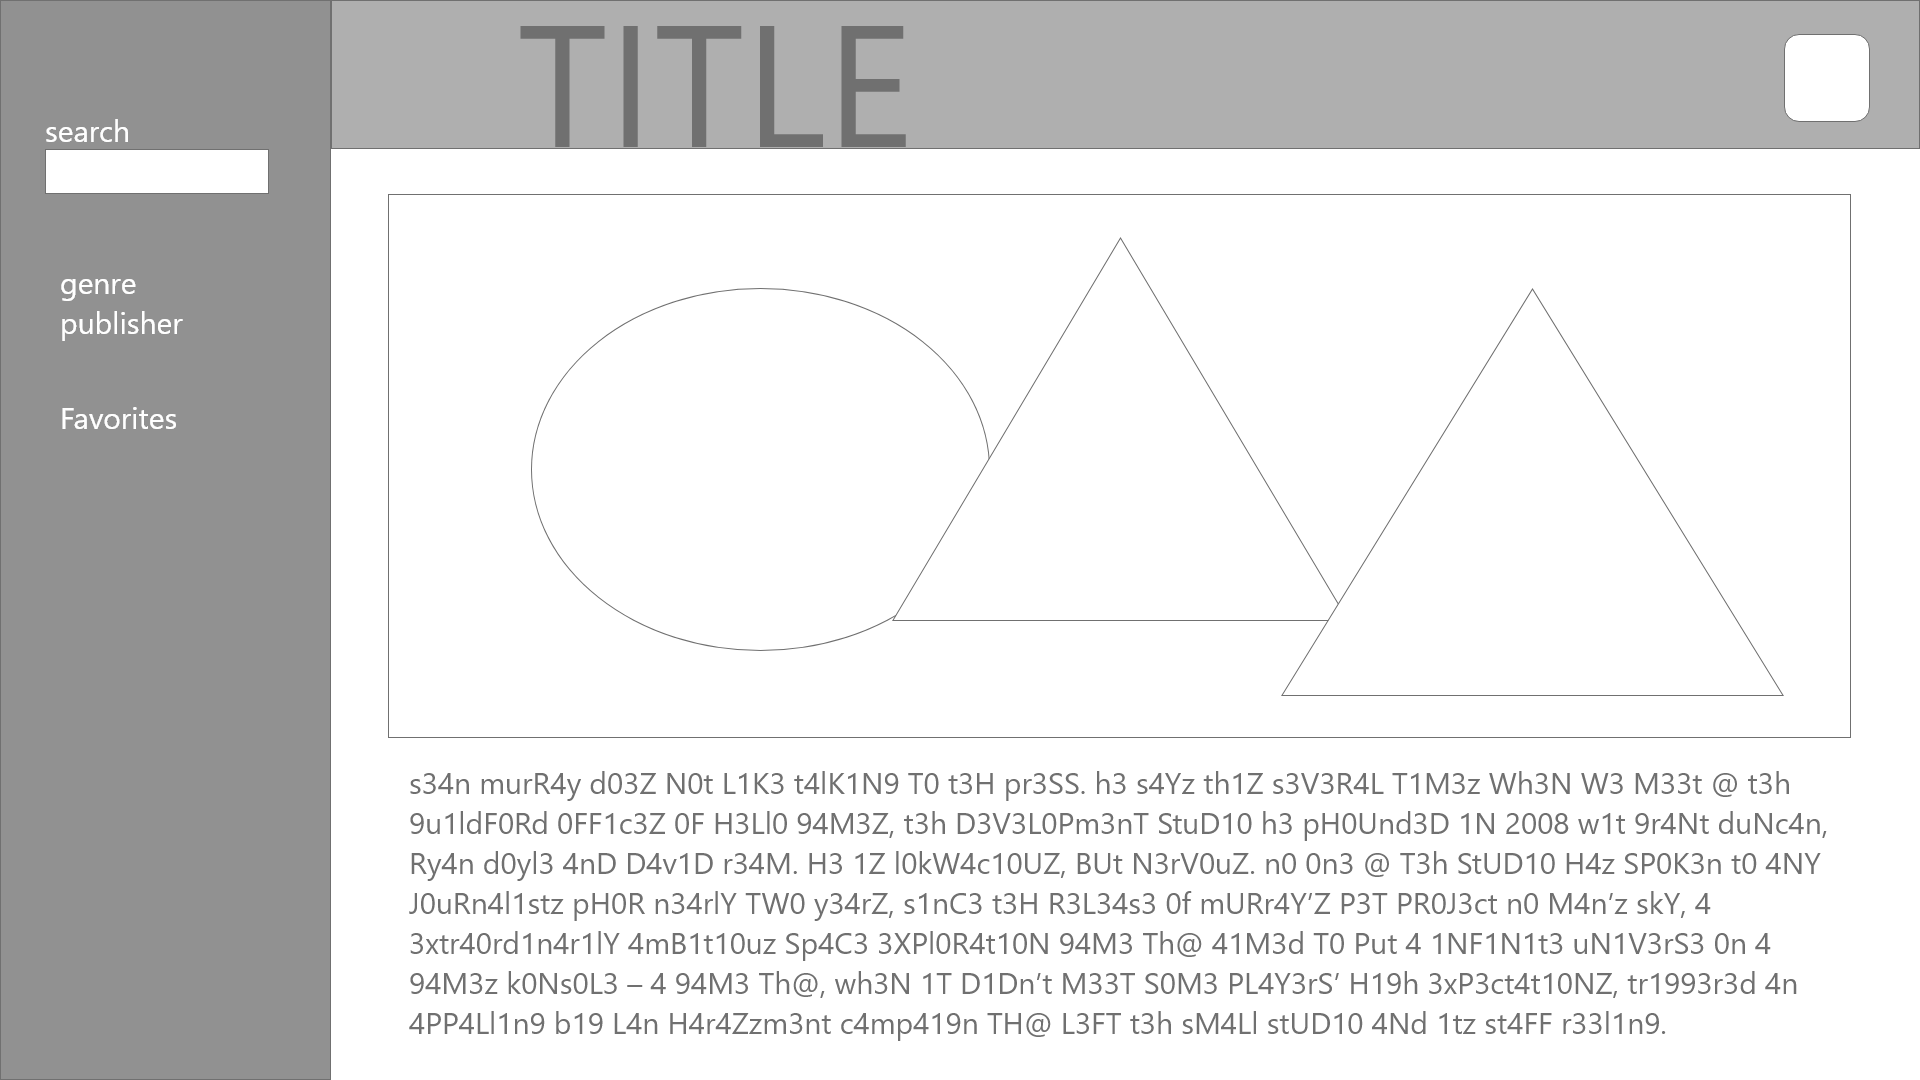 TITLE
search
genre
publisher
Favorites
s34n murR4y d03Z N0t L1K3 t4lK1N9 T0 t3H pr3SS. h3 s4Yz th1Z s3V3R4L T1M3z Wh3N W3 M33t @ t3h
9u1ldF0Rd 0FF1c3Z 0F H3Ll0 94M3Z, t3h D3V3L0Pm3nT StuD10 h3 pH0Und3D 1N 2008 w1t 9r4Nt duNc4n,
Ry4n d0yl3 4nD D4v1D r34M. H3 1Z l0kW4c10UZ, BUt N3rV0uZ. n0 0n3 @ T3h StUD10 H4z SP0K3n t0 4NY
J0uRn4l1stz pH0R n34rlY TW0 y34rZ, s1nC3 t3H R3L34s3 0f mURr4Y’Z P3T PR0J3ct n0 M4n’z skY, 4
3xtr40rd1n4r1lY 4mB1t10uz Sp4C3 3XPl0R4t10N 94M3 Th@ 41M3d T0 Put 4 1NF1N1t3 uN1V3rS3 0n 4
94M3z k0Ns0L3 – 4 94M3 Th@, wh3N 1T D1Dn’t M33T S0M3 PL4Y3rS’ H19h 3xP3ct4t10NZ, tr1993r3d 4n
4PP4Ll1n9 b19 L4n H4r4Zzm3nt c4mp419n TH@ L3FT t3h sM4Ll stUD10 4Nd 1tz st4FF r33l1n9.